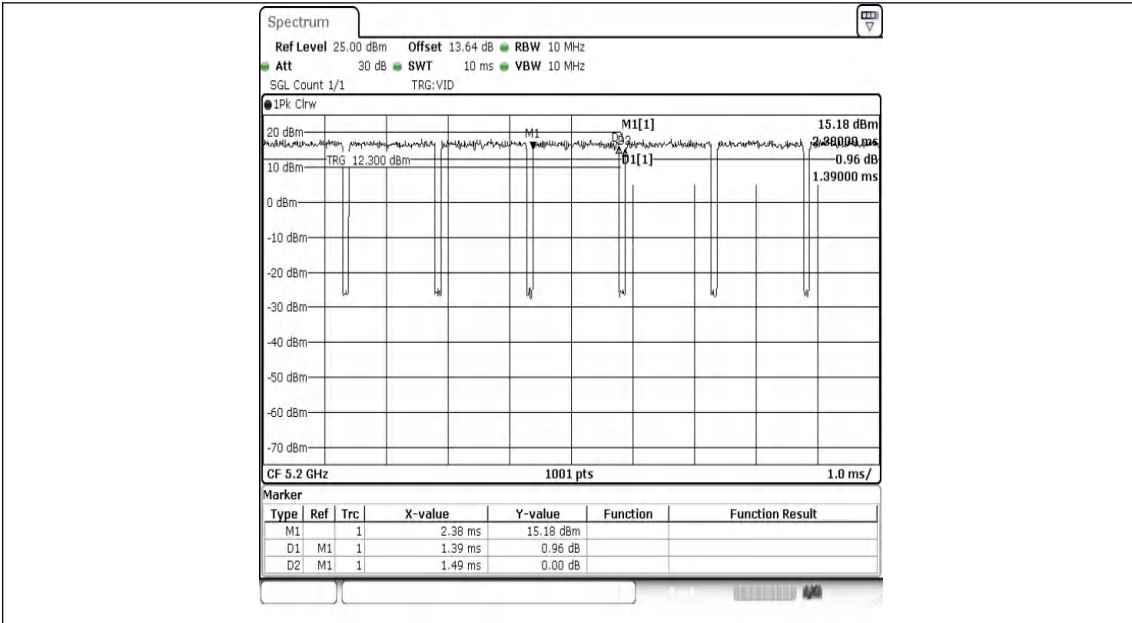 Spectrum
Ref Level 25.00 dBm Offset 13.64 dB RBW 10 MHz
Att 30 dB SWT 10 ms VBW 10 MHz
SGL Count 1/1 TRG:VID
1Pk Clrw
M1[1] 15.18 dBm
20 dBm
M1
2.38000 ms
TRG 12.300 dBm
D1[1] 0.96 dB
10 dBm
1.39000 ms
0 dBm
-10 dBm
-20 dBm
-30 dBm
-40 dBm
-50 dBm
-60 dBm
-70 dBm
CF 5.2 GHz 1001 pts 1.0 ms/
Marker
Type Ref Trc X-value Y-value Function Function Result
M1 1 2.38 ms 15.18 dBm
D1 M1 1 1.39 ms 0.96 dB
D2 M1 1 1.49 ms 0.00 dB